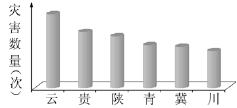 灾害数量(次)
云 贵 陕 青 冀 川